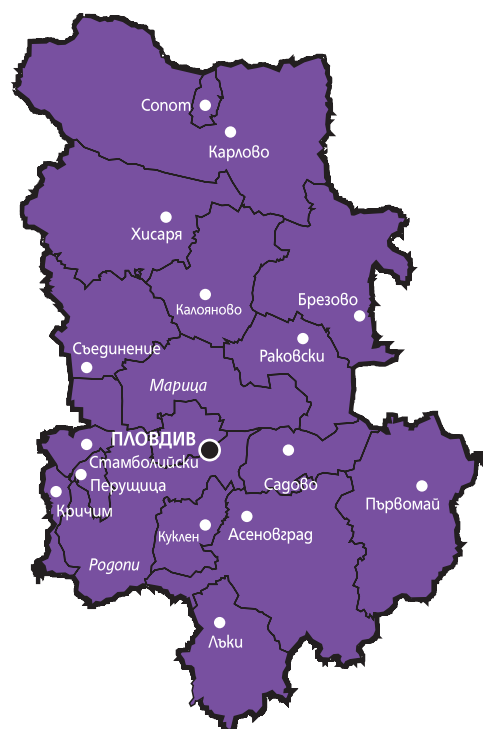 Сопот
Карлово
Хисаря
Калояново
Брезово
Съединение
Раковски
Марица
ПЛОВДИВ
Стамболийски
Перущица
Садово
Кричим
Първомай
Куклен
Асеновград
Родопи
Лъки